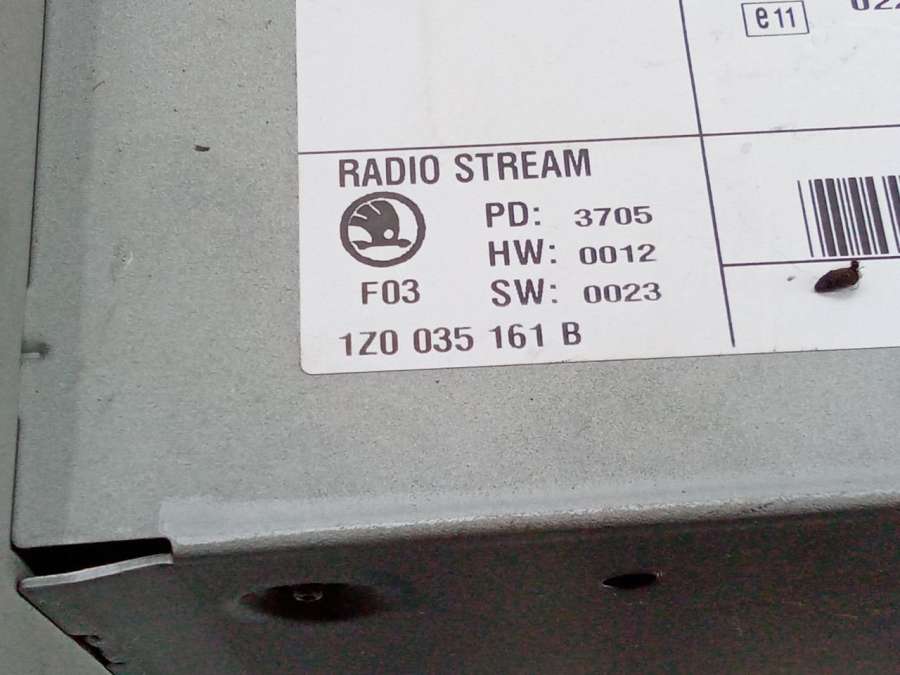 e11
RADIO STREAM
PD: 3705
HW: 0012
F03 SW: 0023
1Z0 035 161 B